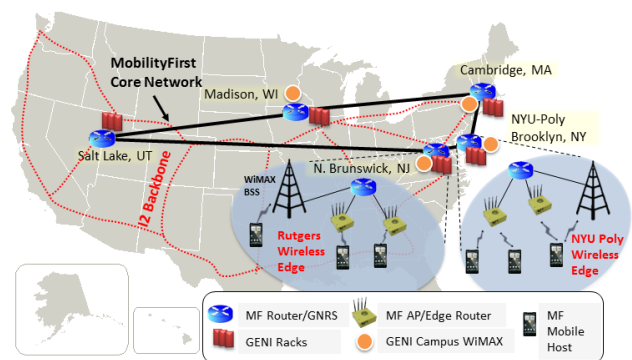 MobilityFirst
Core Network
Madison, WI
Cambridge, MA
NYU-Poly
Brooklyn, NY
Salt Lake, UT
I2 Backbone
N. Brunswick, NJ
WiMAX
BSS
Rutgers
Wireless
Edge
NYU Poly
Wireless
Edge
MF Router/GNRS
MF AP/Edge Router
MF
Mobile
Host
GENI Racks
GENI Campus WiMAX